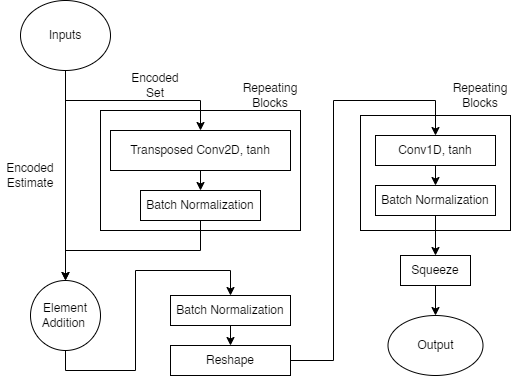 Inputs
Encoded
Set
Repeating
Blocks
Transposed Conv2D, tanh
Batch Normalization
Encoded
Estimate
Element
Addition
Batch Normalization
Reshape
Repeating
Blocks
Conv1D, tanh
Batch Normalization
Squeeze
Output